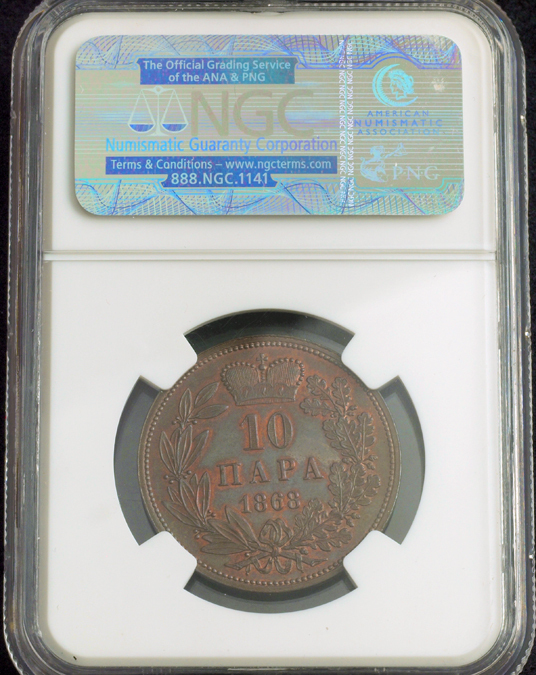 The Official Grading Service
of the ANA & PNG
NGC
Numismatic Guaranty Corporation
Terms & Conditions – www.ngcterms.com
888.NGC.1141
AMERICAN
NUMISMATIC
ASSOCIATION
PNG
10
ПАРА
1868